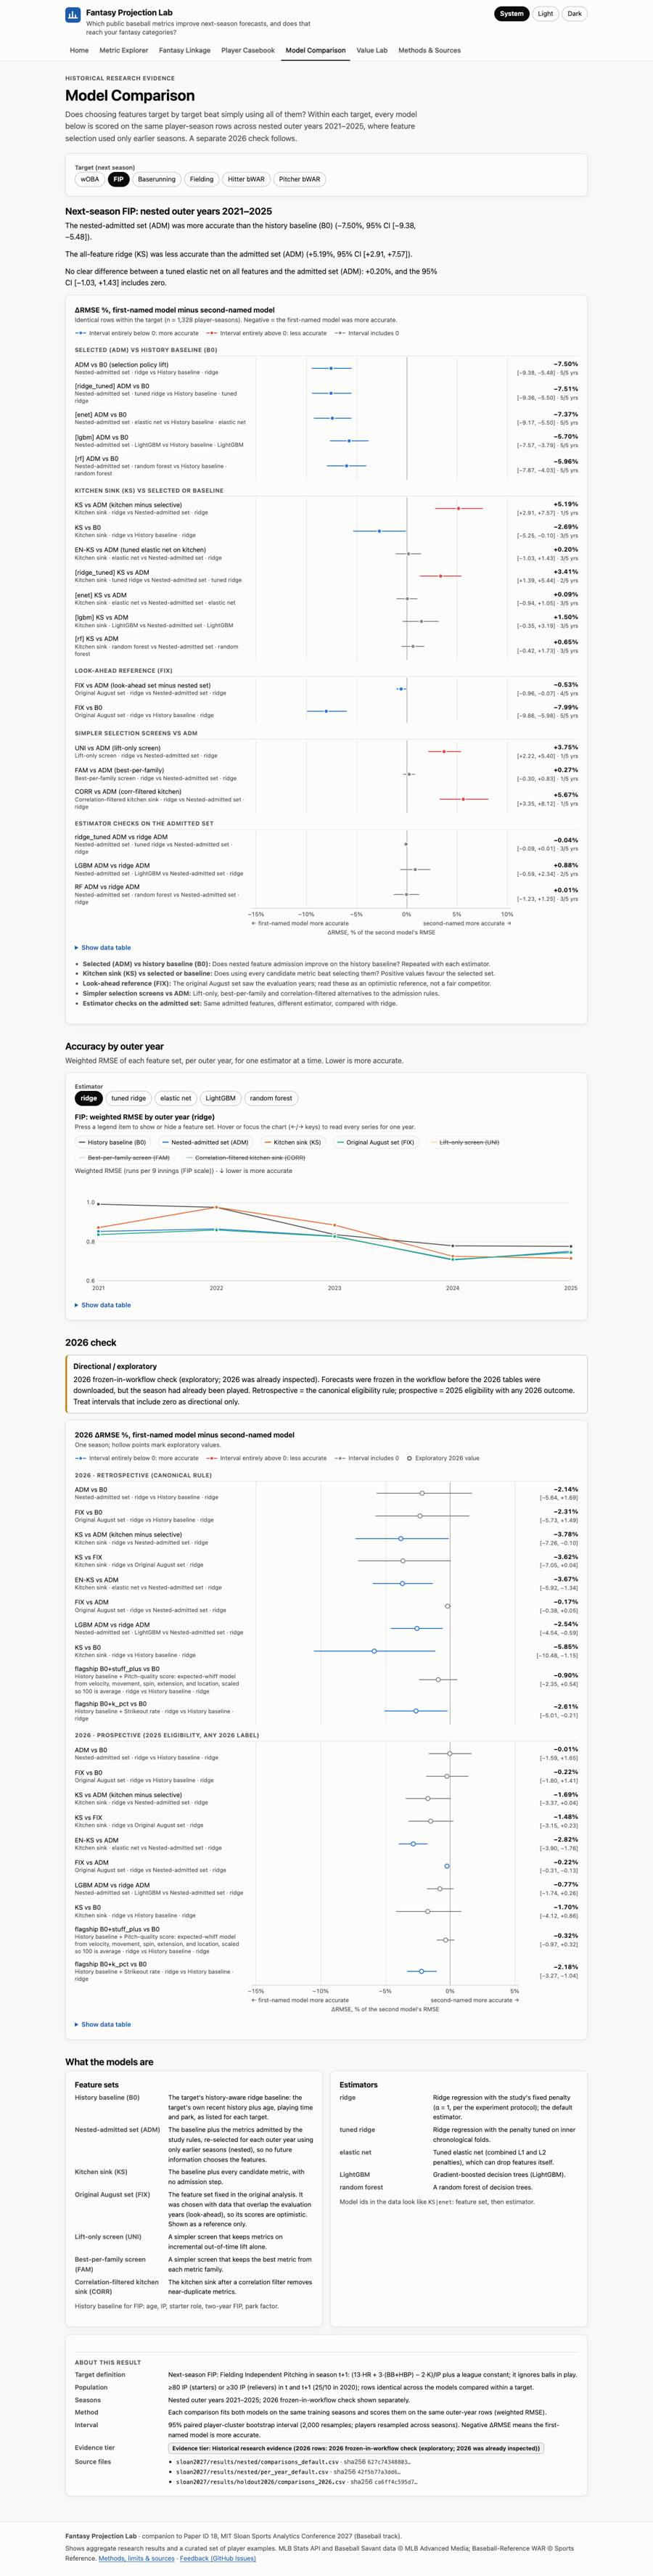 Fantasy Projection Lab
Which public baseball metrics improve next-season forecasts, and does that
reach your fantasy categories?
System
Light
Dark
Home
Metric Explorer
Fantasy Linkage
Player Casebook
Model Comparison
Value Lab
Methods & Sources
HISTORICAL RESEARCH EVIDENCE
Model Comparison
Does choosing features target by target beat simply using all of them? Within each target, every model
below is scored on the same player-season rows across nested outer years 2021–2025, where feature
selection used only earlier seasons. A separate 2026 check follows.
Target (next season)
wOBA
FIP
Baserunning
Fielding
Hitter bWAR
Pitcher bWAR
Next-season FIP: nested outer years 2021–2025
The nested-admitted set (ADM) was more accurate than the history baseline (B0) (−7.50%, 95% CI [−9.38,
−5.48]).
The all-feature ridge (KS) was less accurate than the admitted set (ADM) (+5.19%, 95% CI [+2.91, +7.57]).
No clear difference between a tuned elastic net on all features and the admitted set (ADM): +0.20%, and the 95%
CI [−1.03, +1.43] includes zero.
ΔRMSE %, first-named model minus second-named model
Identical rows within the target (n = 1,328 player-seasons). Negative = the first-named model was more accurate.
Interval entirely below 0: more accurate
Interval entirely above 0: less accurate
Interval includes 0
SELECTED (ADM) VS HISTORY BASELINE (B0)
ADM vs B0 (selection policy lift)
Nested-admitted set · ridge vs History baseline · ridge
−7.50%
[−9.38, −5.48] · 5/5 yrs
[ridge_tuned] ADM vs B0
Nested-admitted set · tuned ridge vs History baseline · tuned
ridge
−7.51%
[−9.36, −5.50] · 5/5 yrs
[enet] ADM vs B0
Nested-admitted set · elastic net vs History baseline · elastic net
−7.37%
[−9.17, −5.50] · 5/5 yrs
[lgbm] ADM vs B0
Nested-admitted set · LightGBM vs History baseline · LightGBM
−5.70%
[−7.57, −3.79] · 5/5 yrs
[rf] ADM vs B0
Nested-admitted set · random forest vs History baseline ·
random forest
−5.96%
[−7.87, −4.03] · 5/5 yrs
KITCHEN SINK (KS) VS SELECTED OR BASELINE
KS vs ADM (kitchen minus selective)
Kitchen sink · ridge vs Nested-admitted set · ridge
+5.19%
[+2.91, +7.57] · 1/5 yrs
KS vs B0
Kitchen sink · ridge vs History baseline · ridge
−2.69%
[−5.25, −0.10] · 3/5 yrs
EN-KS vs ADM (tuned elastic net on kitchen)
Kitchen sink · elastic net vs Nested-admitted set · ridge
+0.20%
[−1.03, +1.43] · 3/5 yrs
[ridge_tuned] KS vs ADM
Kitchen sink · tuned ridge vs Nested-admitted set · tuned ridge
+3.41%
[+1.39, +5.44] · 2/5 yrs
[enet] KS vs ADM
Kitchen sink · elastic net vs Nested-admitted set · elastic net
+0.09%
[−0.94, +1.05] · 3/5 yrs
[lgbm] KS vs ADM
Kitchen sink · LightGBM vs Nested-admitted set · LightGBM
+1.50%
[−0.35, +3.19] · 3/5 yrs
[rf] KS vs ADM
Kitchen sink · random forest vs Nested-admitted set · random
forest
+0.65%
[−0.42, +1.73] · 3/5 yrs
LOOK-AHEAD REFERENCE (FIX)
FIX vs ADM (look-ahead set minus nested set)
Original August set · ridge vs Nested-admitted set · ridge
−0.53%
[−0.96, −0.07] · 4/5 yrs
FIX vs B0
Original August set · ridge vs History baseline · ridge
−7.99%
[−9.86, −5.98] · 5/5 yrs
SIMPLER SELECTION SCREENS VS ADM
UNI vs ADM (lift-only screen)
Lift-only screen · ridge vs Nested-admitted set · ridge
+3.75%
[+2.22, +5.40] · 1/5 yrs
FAM vs ADM (best-per-family)
Best-per-family screen · ridge vs Nested-admitted set · ridge
+0.27%
[−0.30, +0.83] · 1/5 yrs
CORR vs ADM (corr-filtered kitchen)
Correlation-filtered kitchen sink · ridge vs Nested-admitted set ·
ridge
+5.67%
[+3.35, +8.12] · 1/5 yrs
ESTIMATOR CHECKS ON THE ADMITTED SET
ridge_tuned ADM vs ridge ADM
Nested-admitted set · tuned ridge vs Nested-admitted set ·
ridge
−0.04%
[−0.09, +0.01] · 3/5 yrs
LGBM ADM vs ridge ADM
Nested-admitted set · LightGBM vs Nested-admitted set · ridge
+0.88%
[−0.59, +2.34] · 2/5 yrs
RF ADM vs ridge ADM
Nested-admitted set · random forest vs Nested-admitted set ·
ridge
+0.01%
[−1.23, +1.25] · 3/5 yrs
−15%
−10%
−5%
0%
5%
10%
← first-named model more accurate
second-named more accurate →
ΔRMSE, % of the second model's RMSE
Show data table
Selected (ADM) vs history baseline (B0): Does nested feature admission improve on the history baseline? Repeated with each estimator.
Kitchen sink (KS) vs selected or baseline: Does using every candidate metric beat selecting them? Positive values favour the selected set.
Look-ahead reference (FIX): The original August set saw the evaluation years; read these as an optimistic reference, not a fair competitor.
Simpler selection screens vs ADM: Lift-only, best-per-family and correlation-filtered alternatives to the admission rules.
Estimator checks on the admitted set: Same admitted features, different estimator, compared with ridge.
Accuracy by outer year
Weighted RMSE of each feature set, per outer year, for one estimator at a time. Lower is more accurate.
Estimator
ridge
tuned ridge
elastic net
LightGBM
random forest
FIP: weighted RMSE by outer year (ridge)
Press a legend item to show or hide a feature set. Hover or focus the chart (←/→ keys) to read every series for one year.
History baseline (B0)
Nested-admitted set (ADM)
Kitchen sink (KS)
Original August set (FIX)
Lift-only screen (UNI)
Best-per-family screen (FAM)
Correlation-filtered kitchen sink (CORR)
Weighted RMSE (runs per 9 innings (FIP scale)) · ↓ lower is more accurate
1.0
0.8
0.6
2021
2022
2023
2024
2025
Show data table
2026 check
Directional / exploratory
2026 frozen-in-workflow check (exploratory; 2026 was already inspected). Forecasts were frozen in the workflow before the 2026 tables were
downloaded, but the season had already been played. Retrospective = the canonical eligibility rule; prospective = 2025 eligibility with any 2026 outcome.
Treat intervals that include zero as directional only.
2026 ΔRMSE %, first-named model minus second-named model
One season; hollow points mark exploratory values.
Interval entirely below 0: more accurate
Interval entirely above 0: less accurate
Interval includes 0
Exploratory 2026 value
2026 · RETROSPECTIVE (CANONICAL RULE)
ADM vs B0
Nested-admitted set · ridge vs History baseline · ridge
−2.14%
[−5.64, +1.69]
FIX vs B0
Original August set · ridge vs History baseline · ridge
−2.31%
[−5.73, +1.49]
KS vs ADM (kitchen minus selective)
Kitchen sink · ridge vs Nested-admitted set · ridge
−3.78%
[−7.26, −0.10]
KS vs FIX
Kitchen sink · ridge vs Original August set · ridge
−3.62%
[−7.05, +0.04]
EN-KS vs ADM
Kitchen sink · elastic net vs Nested-admitted set · ridge
−3.67%
[−5.92, −1.34]
FIX vs ADM
Original August set · ridge vs Nested-admitted set · ridge
−0.17%
[−0.38, +0.05]
LGBM ADM vs ridge ADM
Nested-admitted set · LightGBM vs Nested-admitted set · ridge
−2.54%
[−4.54, −0.59]
KS vs B0
Kitchen sink · ridge vs History baseline · ridge
−5.85%
[−10.48, −1.15]
flagship B0+stuff_plus vs B0
History baseline + Pitch-quality score: expected-whiff model
from velocity, movement, spin, extension, and location, scaled
so 100 is average · ridge vs History baseline · ridge
−0.90%
[−2.35, +0.54]
flagship B0+k_pct vs B0
History baseline + Strikeout rate · ridge vs History baseline ·
ridge
−2.61%
[−5.01, −0.21]
2026 · PROSPECTIVE (2025 ELIGIBILITY, ANY 2026 LABEL)
ADM vs B0
Nested-admitted set · ridge vs History baseline · ridge
−0.01%
[−1.59, +1.65]
FIX vs B0
Original August set · ridge vs History baseline · ridge
−0.22%
[−1.80, +1.41]
KS vs ADM (kitchen minus selective)
Kitchen sink · ridge vs Nested-admitted set · ridge
−1.69%
[−3.37, +0.04]
KS vs FIX
Kitchen sink · ridge vs Original August set · ridge
−1.48%
[−3.15, +0.23]
EN-KS vs ADM
Kitchen sink · elastic net vs Nested-admitted set · ridge
−2.82%
[−3.90, −1.76]
FIX vs ADM
Original August set · ridge vs Nested-admitted set · ridge
−0.22%
[−0.31, −0.13]
LGBM ADM vs ridge ADM
Nested-admitted set · LightGBM vs Nested-admitted set · ridge
−0.77%
[−1.74, +0.26]
KS vs B0
Kitchen sink · ridge vs History baseline · ridge
−1.70%
[−4.12, +0.86]
flagship B0+stuff_plus vs B0
History baseline + Pitch-quality score: expected-whiff model
from velocity, movement, spin, extension, and location, scaled
so 100 is average · ridge vs History baseline · ridge
−0.32%
[−0.97, +0.32]
flagship B0+k_pct vs B0
History baseline + Strikeout rate · ridge vs History baseline ·
ridge
−2.18%
[−3.27, −1.04]
−15%
−10%
−5%
0%
5%
← first-named model more accurate
second-named more accurate →
ΔRMSE, % of the second model's RMSE
Show data table
What the models are
Feature sets
History baseline (B0)
The target's history-aware ridge baseline: the
target's own recent history plus age, playing time
and park, as listed for each target.
Nested-admitted set (ADM)
The baseline plus the metrics admitted by the
study rules, re-selected for each outer year using
only earlier seasons (nested), so no future
information chooses the features.
Kitchen sink (KS)
The baseline plus every candidate metric, with
no admission step.
Original August set (FIX)
The feature set fixed in the original analysis. It
was chosen with data that overlap the evaluation
years (look-ahead), so its scores are optimistic.
Shown as a reference only.
Lift-only screen (UNI)
A simpler screen that keeps metrics on
incremental out-of-time lift alone.
Best-per-family screen
(FAM)
A simpler screen that keeps the best metric from
each metric family.
Correlation-filtered kitchen
sink (CORR)
The kitchen sink after a correlation filter removes
near-duplicate metrics.
History baseline for FIP: age, IP, starter role, two-year FIP, park factor.
Estimators
ridge
Ridge regression with the study's fixed penalty
(α = 1, per the experiment protocol); the default
estimator.
tuned ridge
Ridge regression with the penalty tuned on inner
chronological folds.
elastic net
Tuned elastic net (combined L1 and L2
penalties), which can drop features itself.
LightGBM
Gradient-boosted decision trees (LightGBM).
random forest
A random forest of decision trees.
Model ids in the data look like KS|enet: feature set, then estimator.
ABOUT THIS RESULT
Target definition
Next-season FIP: Fielding Independent Pitching in season t+1: (13·HR + 3·(BB+HBP) − 2·K)/IP plus a league constant; it ignores balls in play.
Population
≥80 IP (starters) or ≥30 IP (relievers) in t and t+1 (25/10 in 2020); rows identical across the models compared within a target.
Seasons
Nested outer years 2021–2025; 2026 frozen-in-workflow check shown separately.
Method
Each comparison fits both models on the same training seasons and scores them on the same outer-year rows (weighted RMSE).
Interval
95% paired player-cluster bootstrap interval (2,000 resamples; players resampled across seasons). Negative ΔRMSE means the first-
named model is more accurate.
Evidence tier
Evidence tier: Historical research evidence (2026 rows: 2026 frozen-in-workflow check (exploratory; 2026 was already inspected))
Source files
sloan2027/results/nested/comparisons_default.csv · sha256 627c74348803…
sloan2027/results/nested/per_year_default.csv · sha256 42f5b77a3dd6…
sloan2027/results/holdout2026/comparisons_2026.csv · sha256 ca6ff4c595d7…
Fantasy Projection Lab · companion to Paper ID 18, MIT Sloan Sports Analytics Conference 2027 (Baseball track).
Shows aggregate research results and a curated set of player examples. MLB Stats API and Baseball Savant data © MLB Advanced Media; Baseball-Reference WAR © Sports
Reference. Methods, limits & sources · Feedback (GitHub Issues)